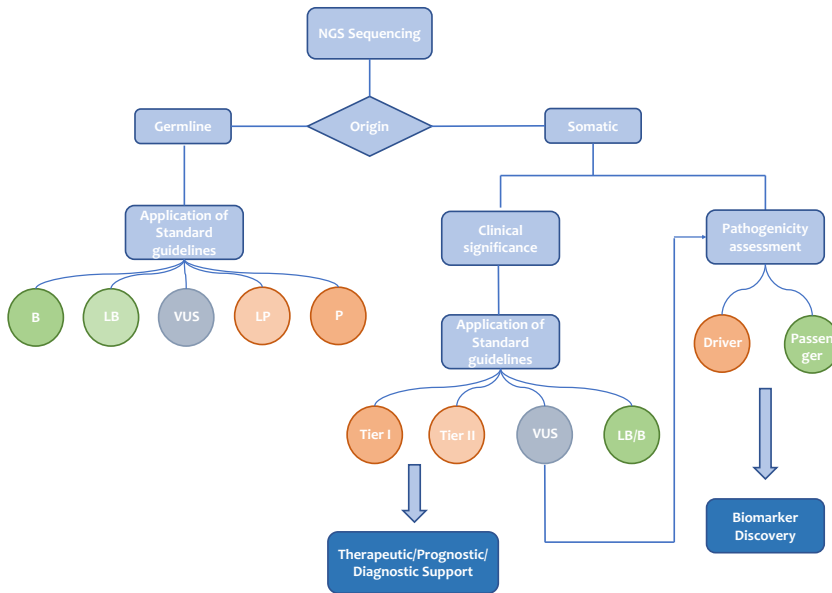 NGS Sequencing
Germline
Origin
Somatic
Application of
Standard
guidelines
Clinical
significance
Pathogenicity
assessment
B
LB
VUS
LP
P
Application of
Standard
guidelines
Driver
Passen
ger
Tier I
Tier II
VUS
LB/B
Therapeutic/Prognostic/
Diagnostic Support
Biomarker
Discovery